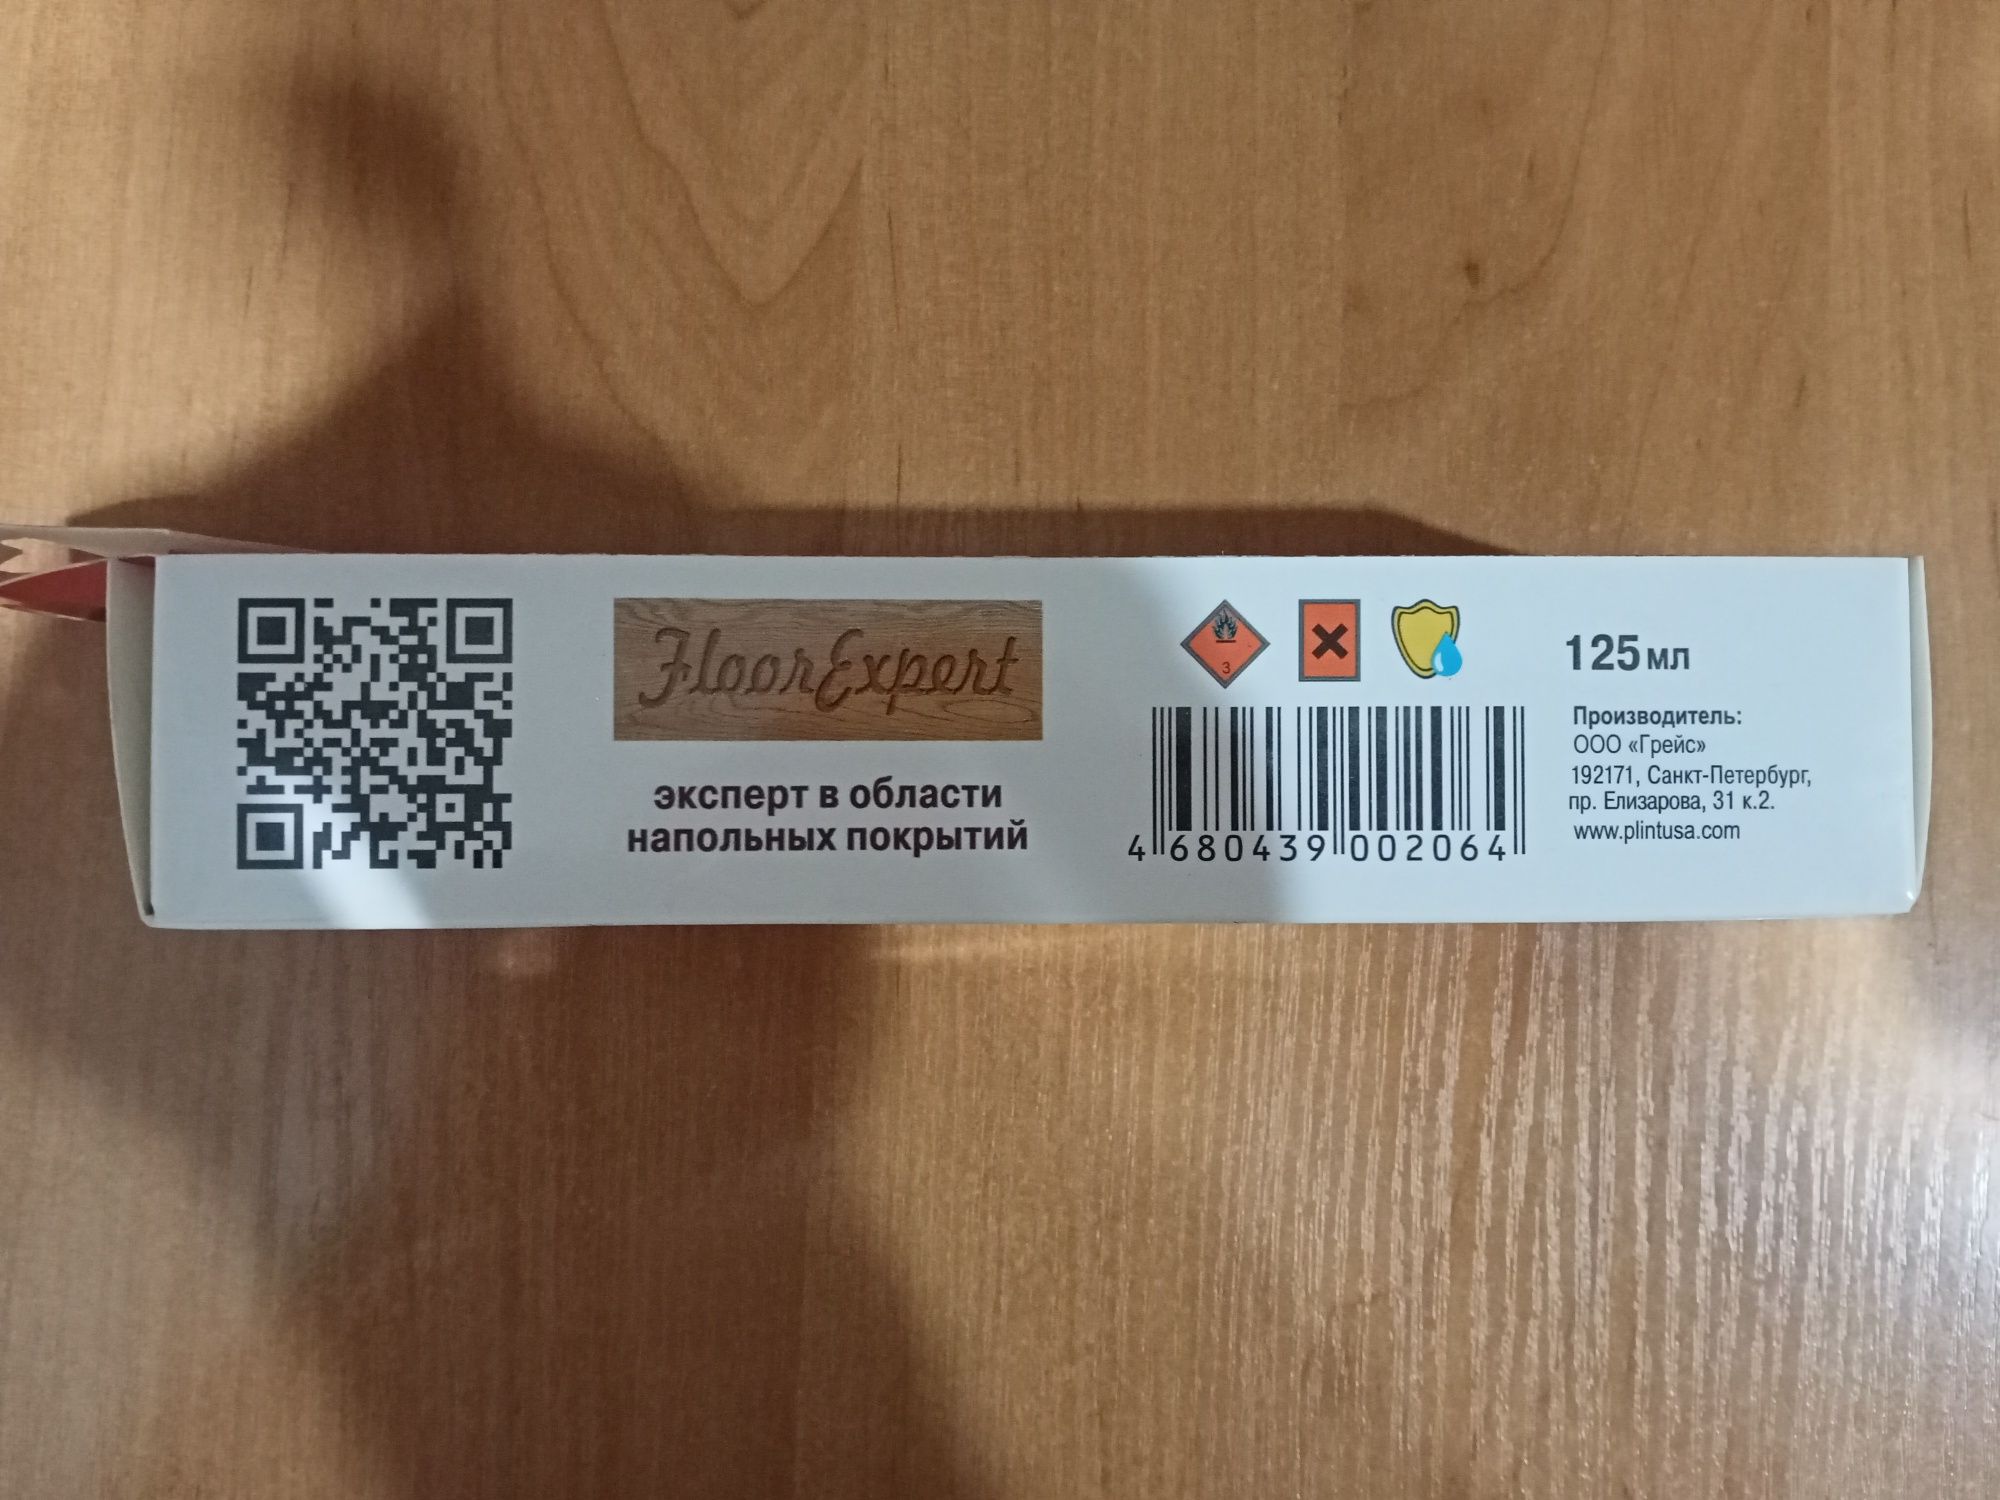 FloorExpert
эксперт в области
напольных покрытий
3
4 680439 002064
125 мл
Производитель:
ООО «Грейс»
192171, Санкт-Петербург,
пр. Елизарова, 31 к.2.
www.plintusa.com